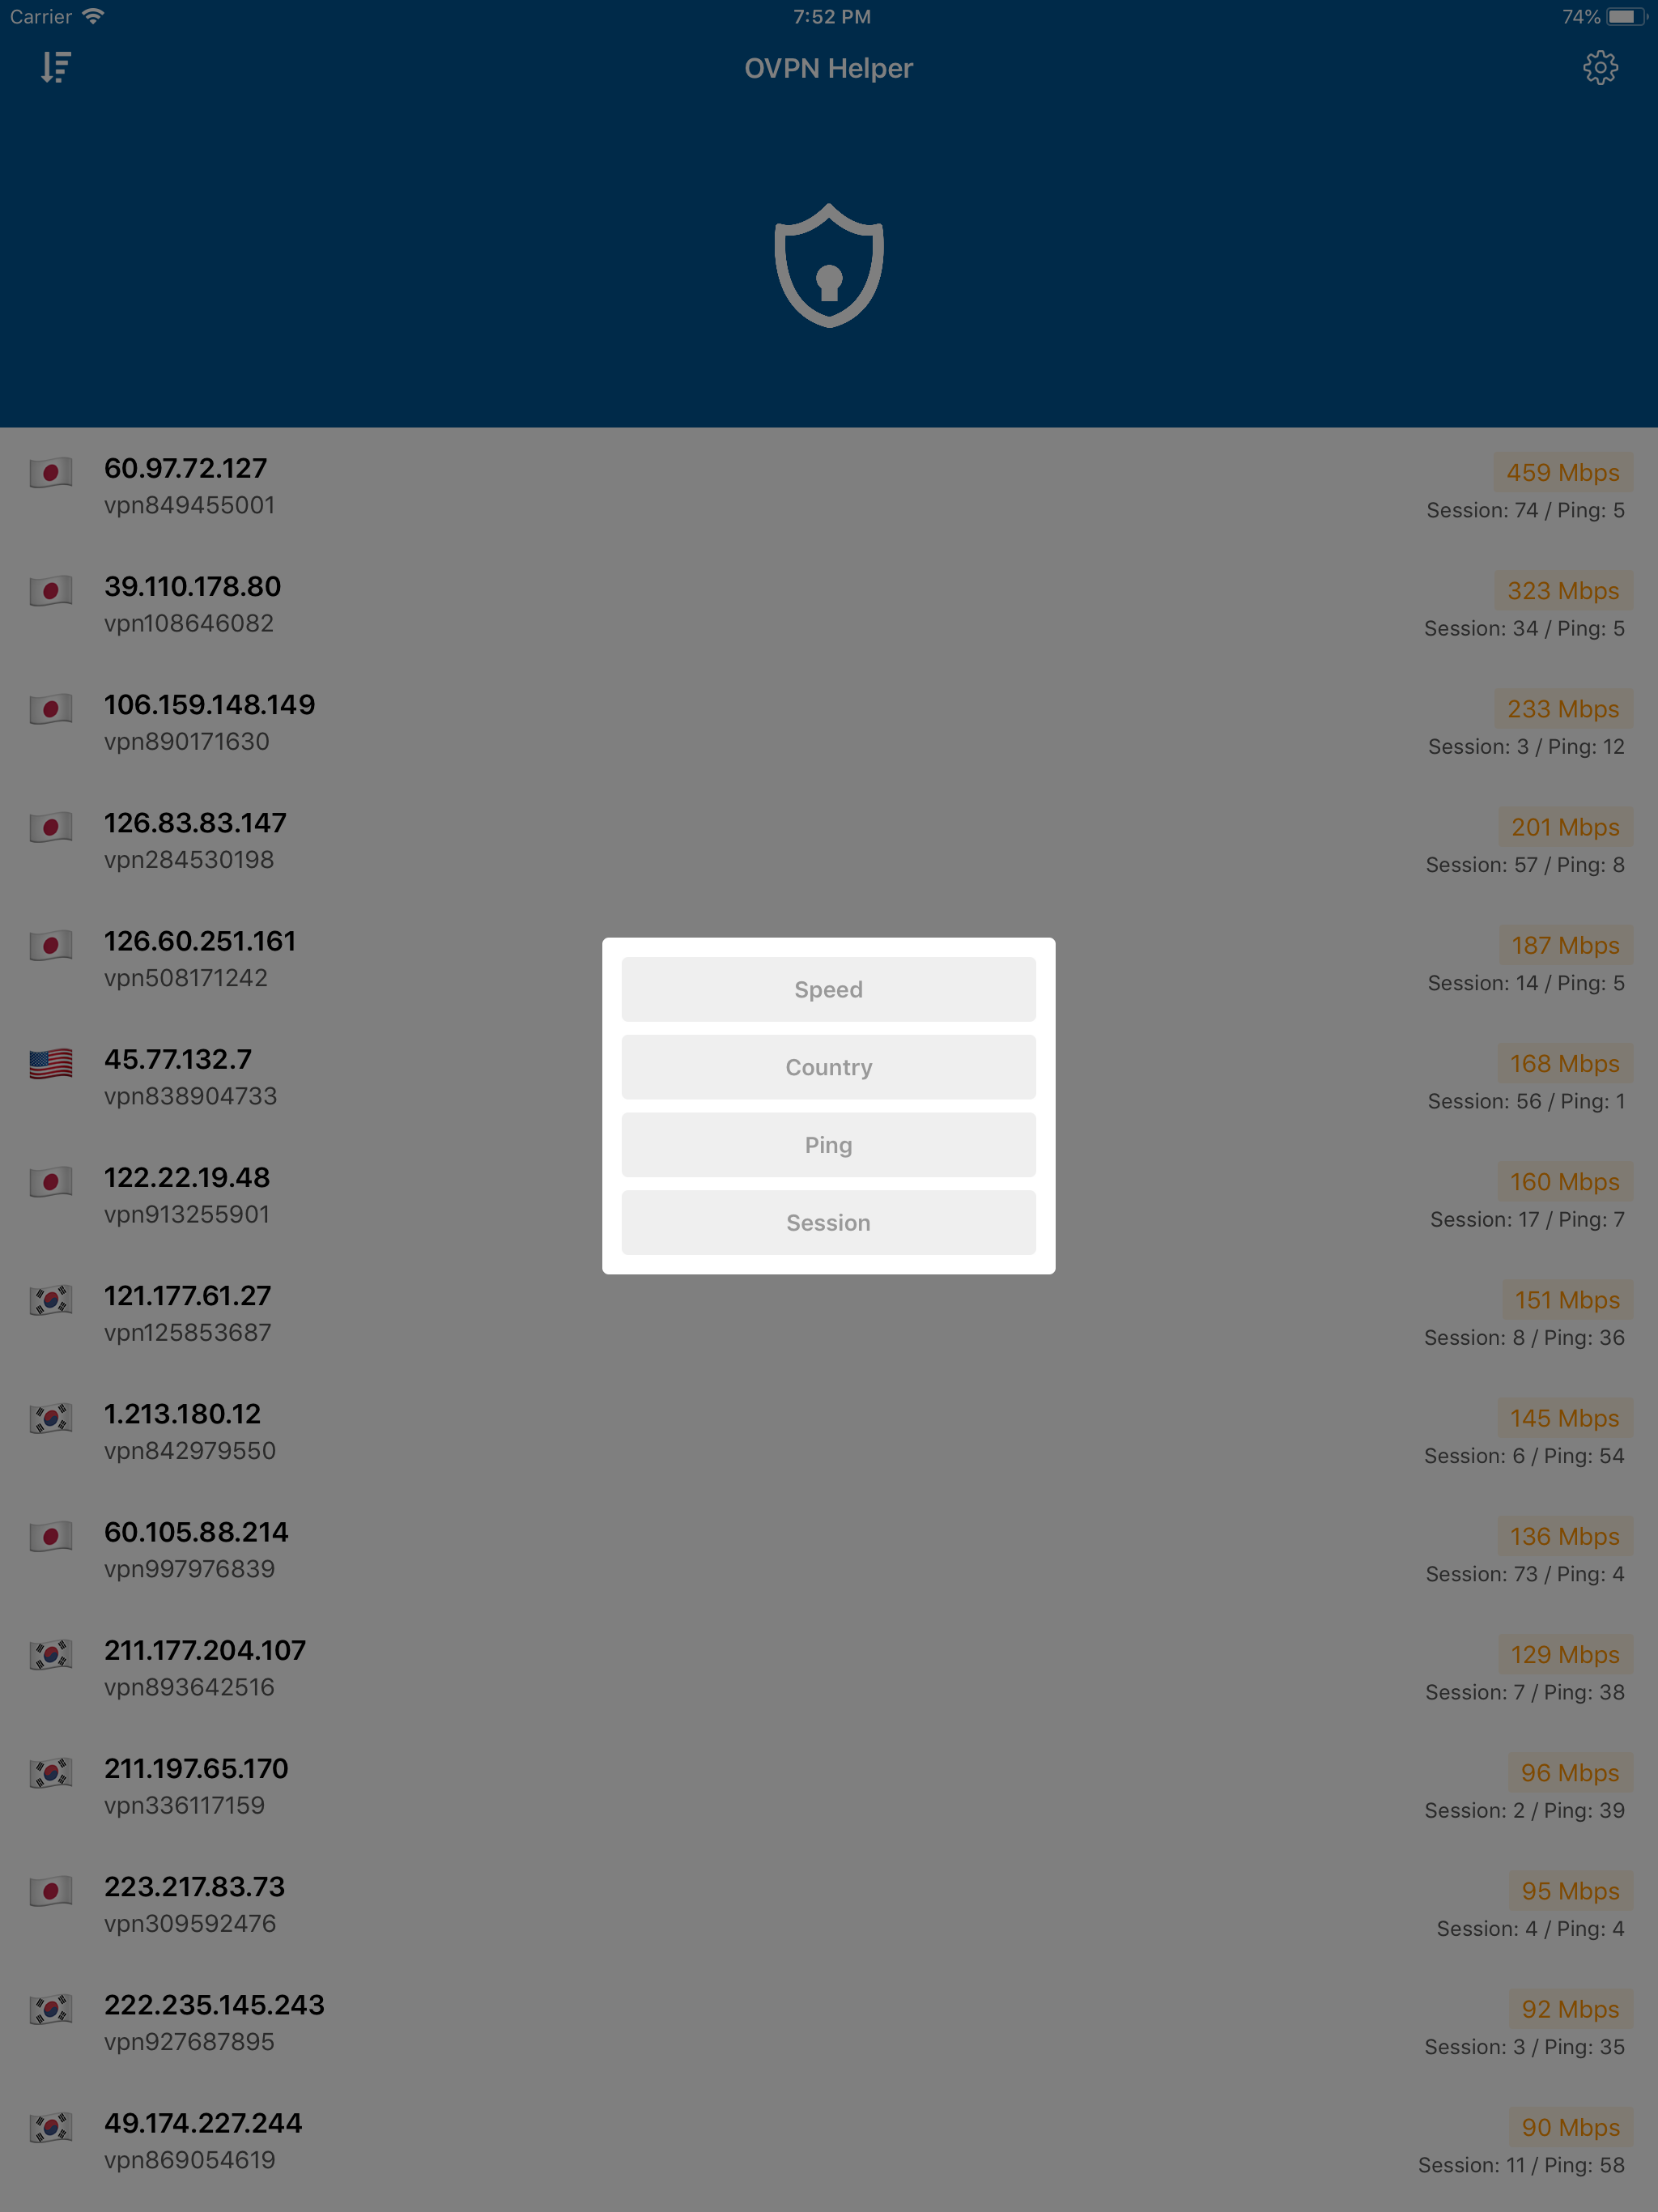 Carrier 7:52 PM 74%
OVPN Helper
60.97.72.127 459 Mbps
vpn849455001 Session: 74 / Ping: 5
39.110.178.80 323 Mbps
vpn108646082 Session: 34 / Ping: 5
106.159.148.149 233 Mbps
vpn890171630 Session: 3 / Ping: 12
126.83.83.147 201 Mbps
vpn284530198 Session: 57 / Ping: 8
126.60.251.161 187 Mbps
vpn508171242 Session: 14 / Ping: 5
45.77.132.7 168 Mbps
vpn838904733 Session: 56 / Ping: 1
122.22.19.48 160 Mbps
vpn913255901 Session: 17 / Ping: 7
121.177.61.27 151 Mbps
vpn125853687 Session: 8 / Ping: 36
1.213.180.12 145 Mbps
vpn842979550 Session: 6 / Ping: 54
60.105.88.214 136 Mbps
vpn997976839 Session: 73 / Ping: 4
211.177.204.107 129 Mbps
vpn893642516 Session: 7 / Ping: 38
211.197.65.170 96 Mbps
vpn336117159 Session: 2 / Ping: 39
223.217.83.73 95 Mbps
vpn309592476 Session: 4 / Ping: 4
222.235.145.243 92 Mbps
vpn927687895 Session: 3 / Ping: 35
49.174.227.244 90 Mbps
vpn869054619 Session: 11 / Ping: 58
Speed
Country
Ping
Session